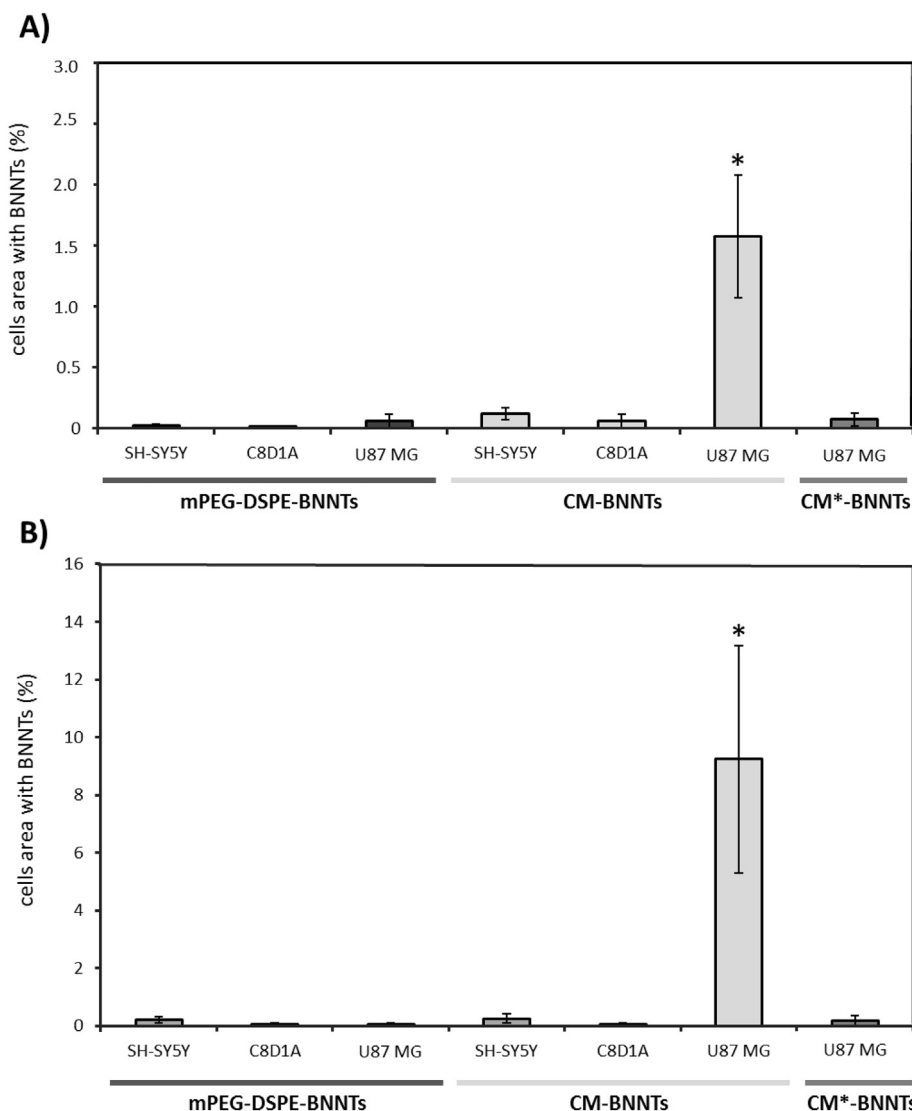 A)
cells area with BNNTs (%)
3.0
2.5
2.0
1.5
1.0
0.5
0
*
SH-SY5Y C8D1A U87 MG SH-SY5Y C8D1A U87 MG U87 MG
mPEG-DSPE-BNNTs CM-BNNTs CM*-BNNTs
B)
cells area with BNNTs (%)
16
14
12
10
8
6
4
2
0
*
SH-SY5Y C8D1A U87 MG SH-SY5Y C8D1A U87 MG U87 MG
mPEG-DSPE-BNNTs CM-BNNTs CM*-BNNTs